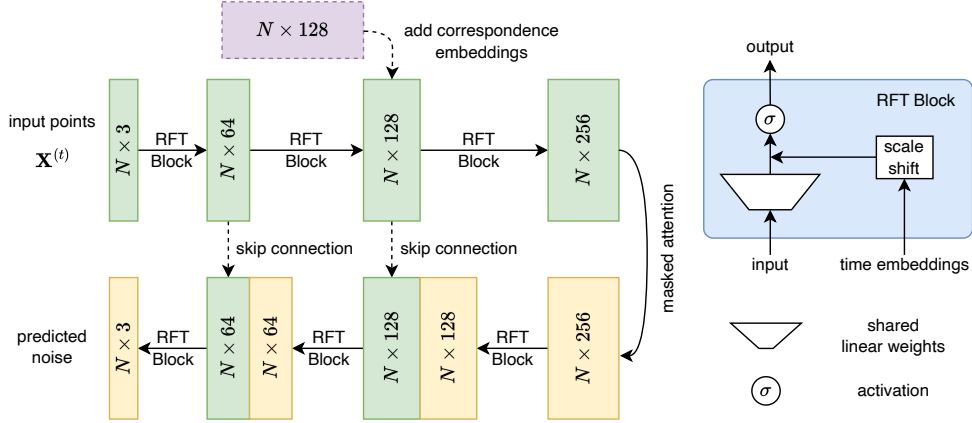 N × 128
add correspondence
embeddings
input points
X^(t)
N × 3
RFT
Block
N × 64
RFT
Block
N × 128
RFT
Block
N × 256
skip connection
skip connection
masked attention
predicted
noise
N × 3
RFT
Block
N × 64
N × 64
RFT
Block
N × 128
N × 128
RFT
Block
N × 256
output
RFT Block
σ
scale
shift
input
time embeddings
shared
linear weights
σ
activation